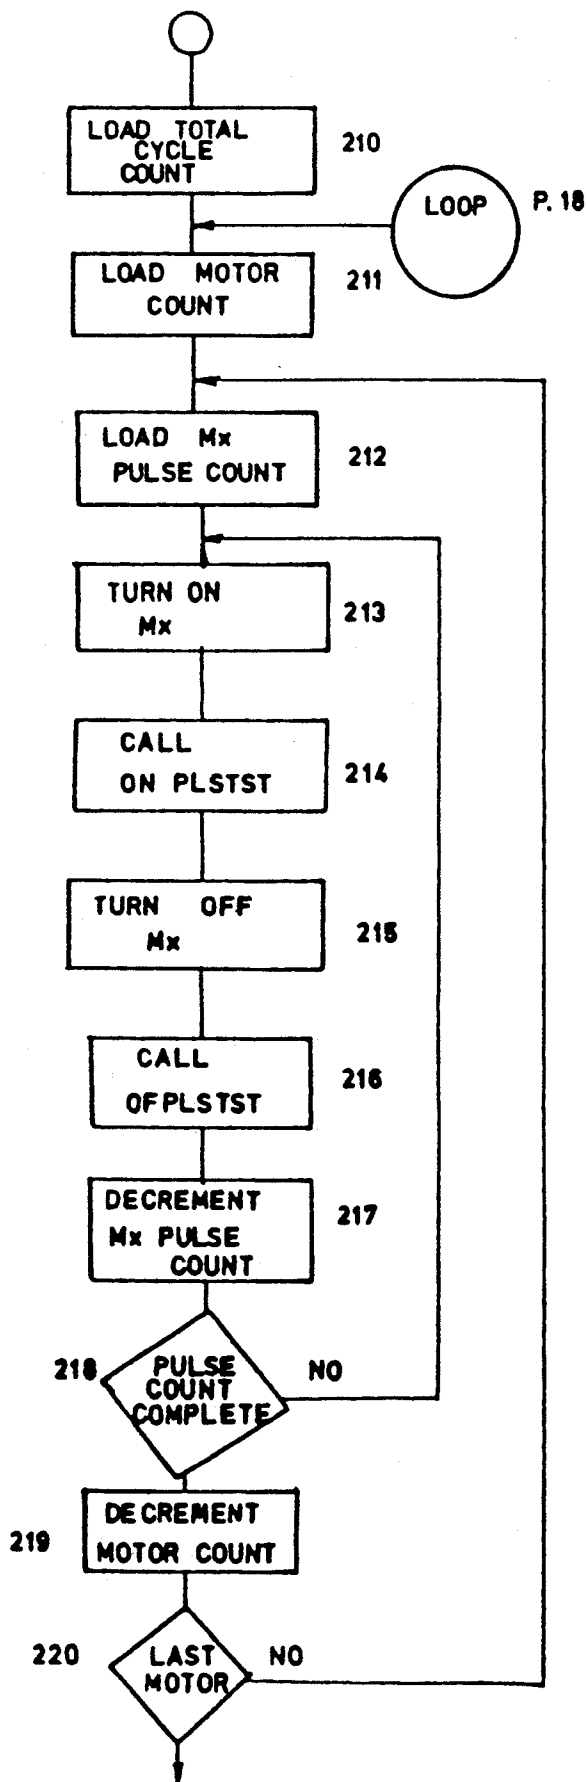 LOAD TOTAL
CYCLE
COUNT
210
LOOP
P. 18
LOAD MOTOR
COUNT
211
LOAD Mx
PULSE COUNT
212
TURN ON
Mx
213
CALL
ON PLSTST
214
TURN OFF
Mx
215
CALL
OFPLSTST
216
DECREMENT
Mx PULSE
COUNT
217
218
PULSE
COUNT
COMPLETE
NO
DECREMENT
MOTOR COUNT
219
220
LAST
MOTOR
NO